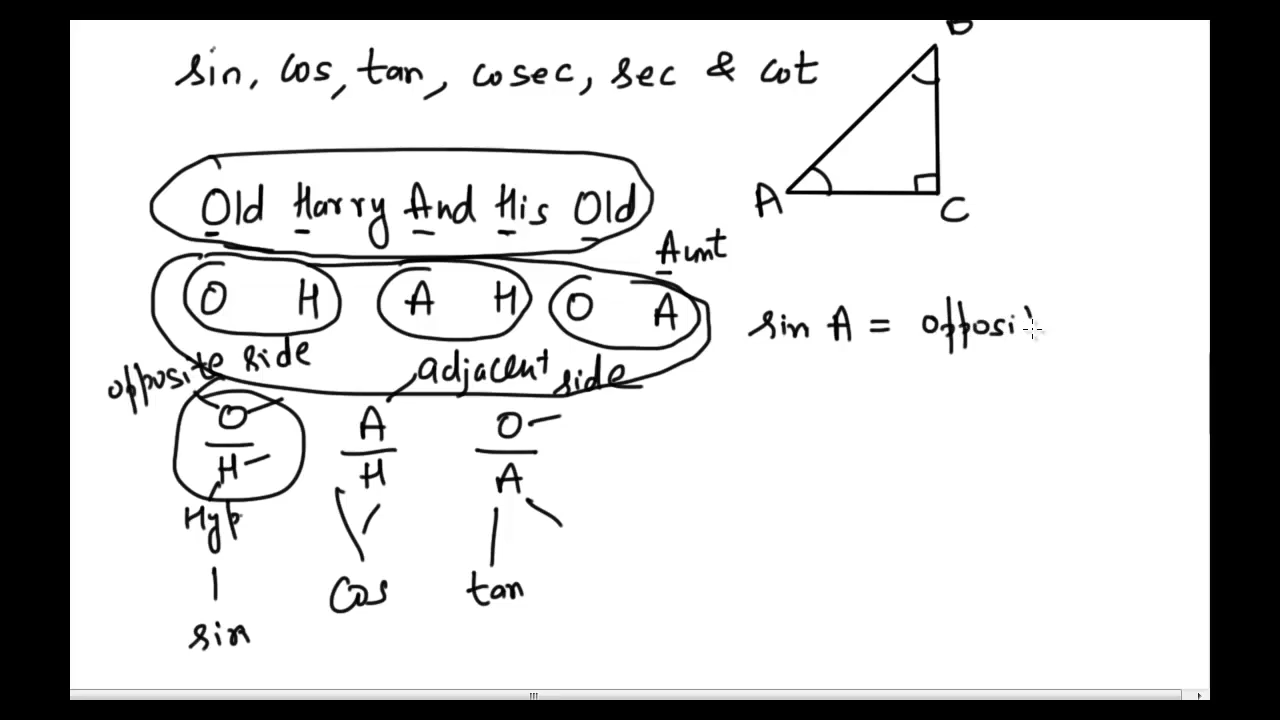 sin, cos, tan, cosec, sec & cot
Old Harry And His Old
Aunt
O H A H O A
opposite side
adjacent side
O
H
A
H
O
A
Hyp
sin
cos
tan
A
C
sin A = opposi